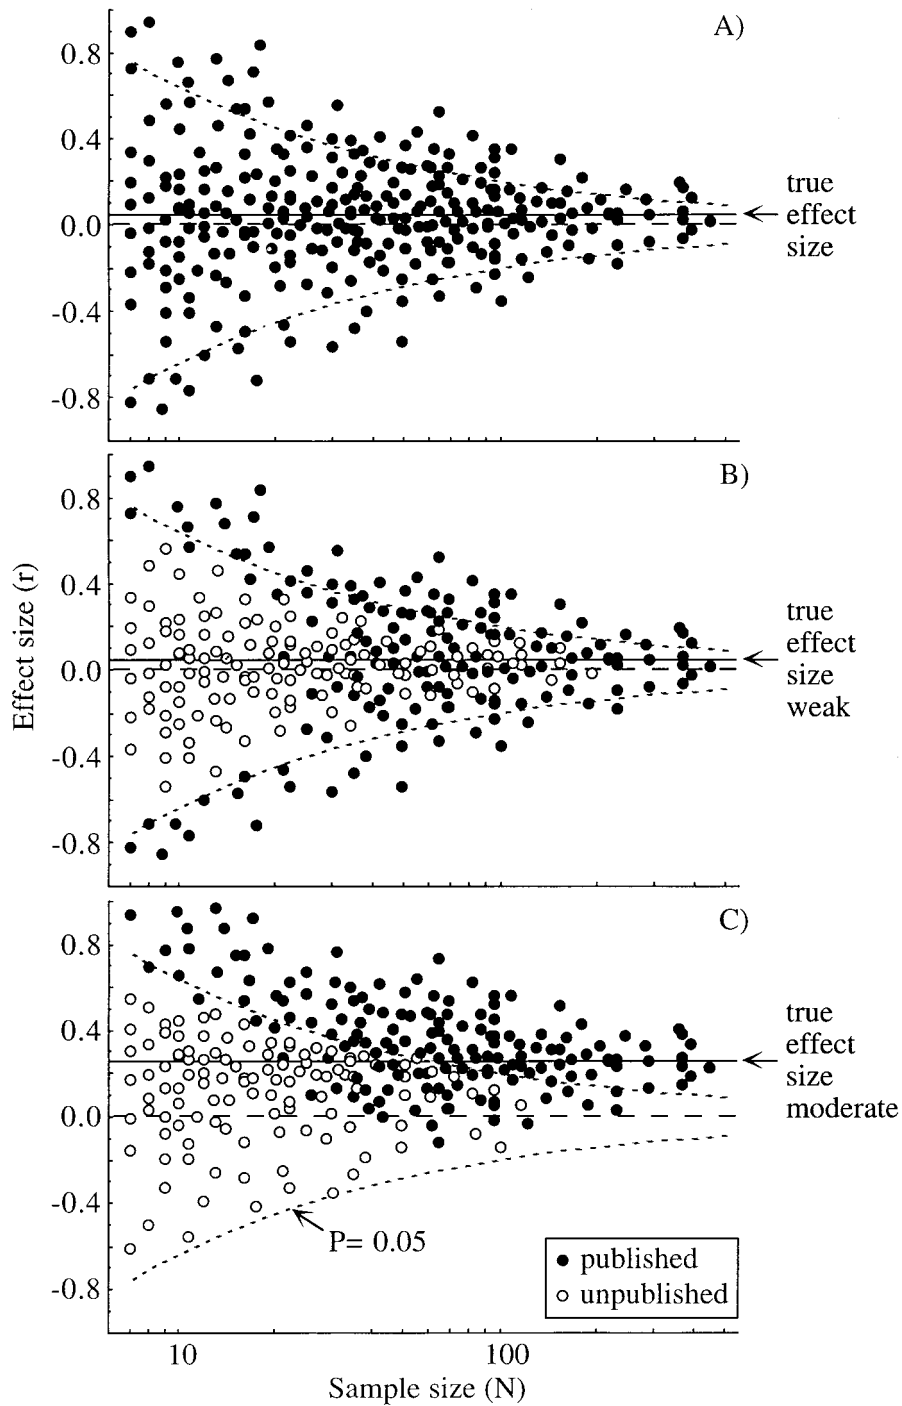 A)
0.8
0.4
0.0
-0.4
-0.8
true
effect
size
B)
0.8
0.4
0.0
-0.4
-0.8
true
effect
size
weak
Effect size (r)
C)
0.8
0.4
0.0
-0.4
-0.8
true
effect
size
moderate
P= 0.05
published
unpublished
10
100
Sample size (N)